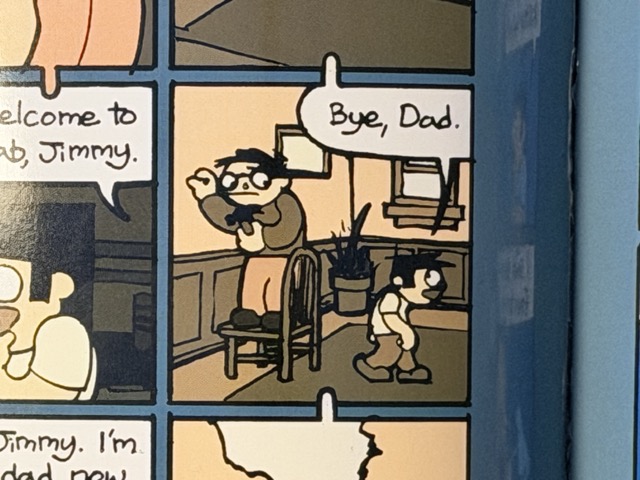 elcome to
ab, Jimmy.
Bye, Dad.
Jimmy. I'm
dad now